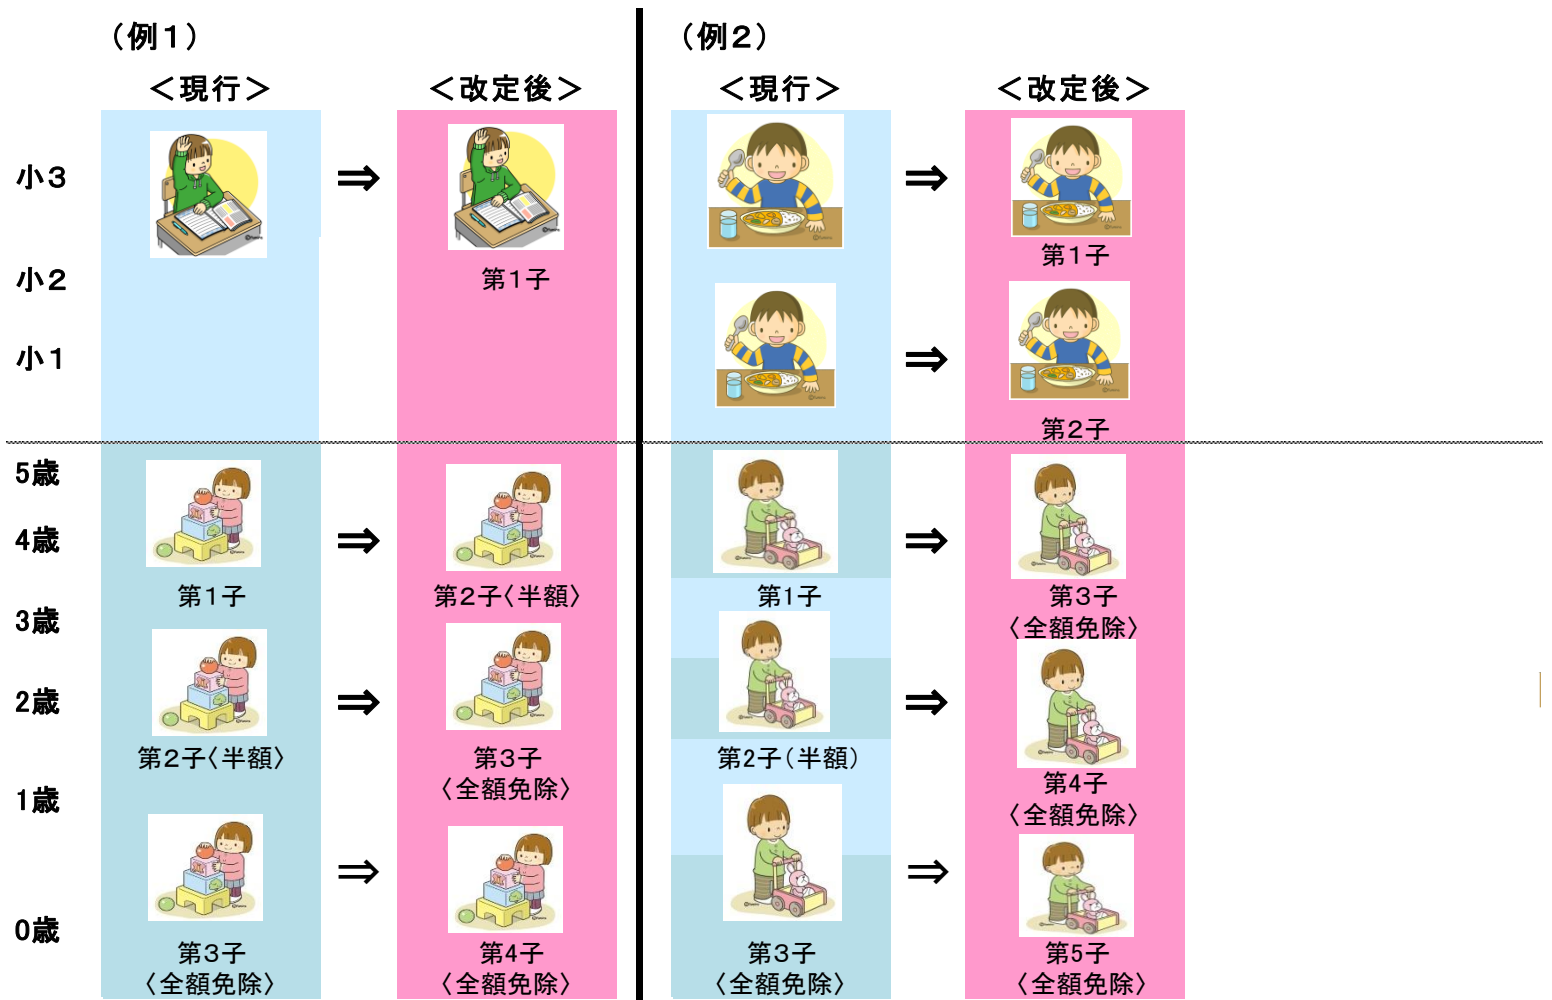 （例１）
＜現行＞
＜改定後＞
（例２）
＜現行＞
＜改定後＞
小３
⇒
⇒
第１子
第１子
小２
小１
⇒
第２子
5歳
4歳
⇒
⇒
第１子
第２子〈半額〉
第1子
第３子
〈全額免除〉
3歳
2歳
⇒
⇒
第２子〈半額〉
第３子
〈全額免除〉
第2子（半額）
第4子
〈全額免除〉
1歳
⇒
⇒
0歳
第３子
〈全額免除〉
第4子
〈全額免除〉
第３子
〈全額免除〉
第5子
〈全額免除〉